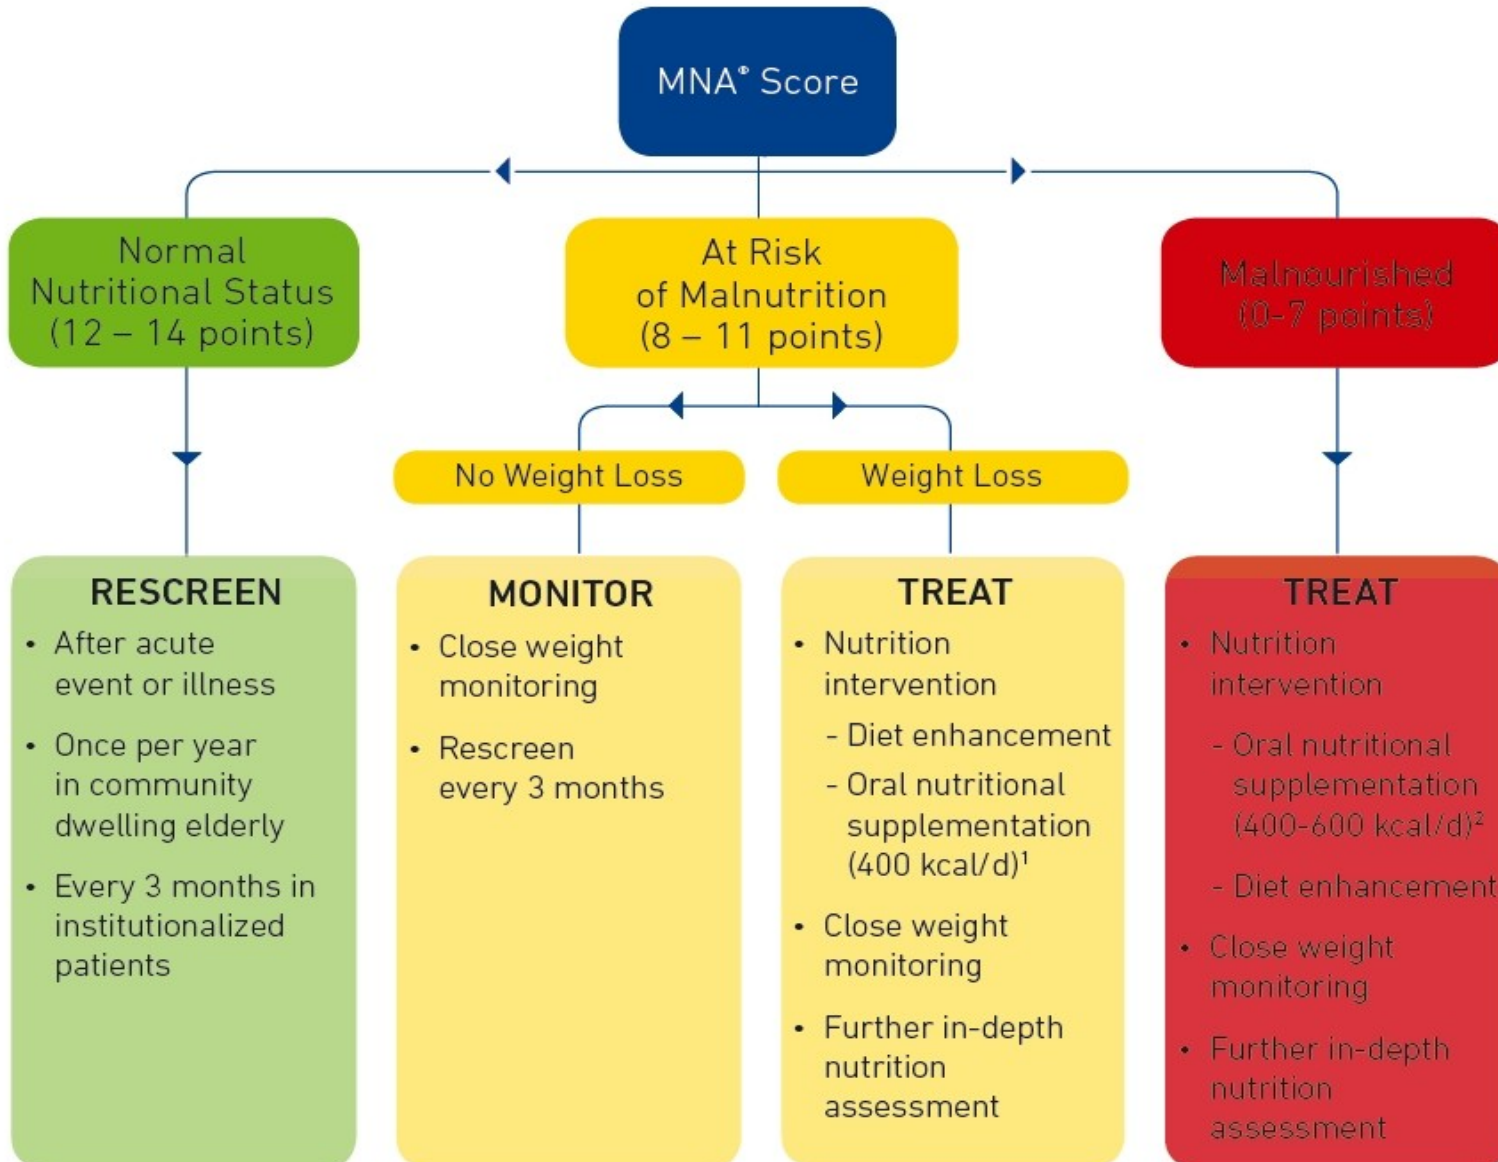 MNA® Score
Normal
Nutritional Status
(12 – 14 points)
At Risk
of Malnutrition
(8 – 11 points)
Malnourished
(0-7 points)
No Weight Loss
Weight Loss
RESCREEN
• After acute
event or illness
• Once per year
in community
dwelling elderly
• Every 3 months in
institutionalized
patients
MONITOR
• Close weight
monitoring
• Rescreen
every 3 months
TREAT
• Nutrition
intervention
- Diet enhancement
- Oral nutritional
supplementation
(400 kcal/d)¹
• Close weight
monitoring
• Further in-depth
nutrition
assessment
TREAT
• Nutrition
intervention
- Oral nutritional
supplementation
(400-600 kcal/d)²
- Diet enhancement
• Close weight
monitoring
• Further in-depth
nutrition
assessment